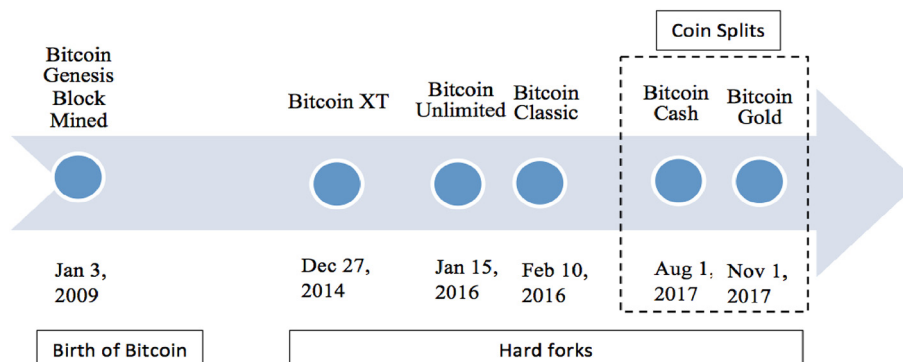 Coin Splits
Bitcoin
Genesis
Block
Mined
Bitcoin XT
Bitcoin
Unlimited
Bitcoin
Classic
Bitcoin
Cash
Bitcoin
Gold
Jan 3,
2009
Dec 27,
2014
Jan 15,
2016
Feb 10,
2016
Aug 1,
2017
Nov 1,
2017
Birth of Bitcoin
Hard forks